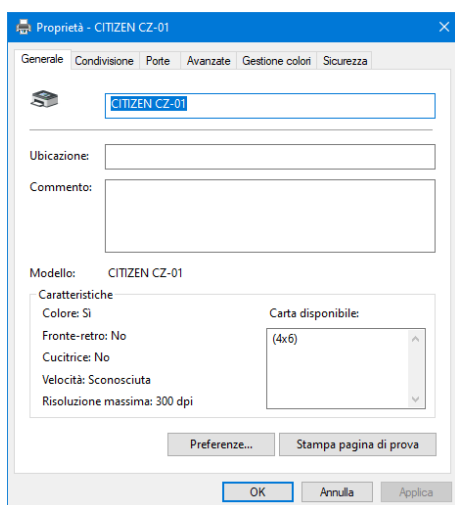 Proprietà - CITIZEN CZ-01
Generale Condivisione Porte Avanzate Gestione colori Sicurezza
CITIZEN CZ-01
Ubicazione:
Commento:
Modello: CITIZEN CZ-01
Caratteristiche
Colore: Sì Carta disponibile:
Fronte-retro: No (4x6)
Cucitrice: No
Velocità: Sconosciuta
Risoluzione massima: 300 dpi
Preferenze... Stampa pagina di prova
OK Annulla Applica